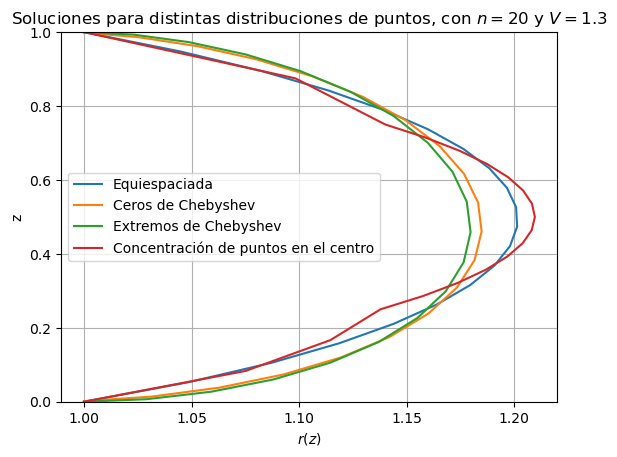 Soluciones para distintas distribuciones de puntos, con n = 20 y V = 1.3
1.0
0.8
0.6
0.4
0.2
0.0
z
Equiespaciada
Ceros de Chebyshev
Extremos de Chebyshev
Concentración de puntos en el centro
1.00 1.05 1.10 1.15 1.20
r(z)